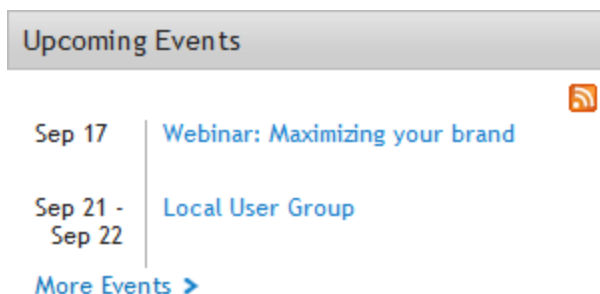 Upcoming Events
Sep 17 Webinar: Maximizing your brand
Sep 21 - Local User Group
Sep 22
More Events >